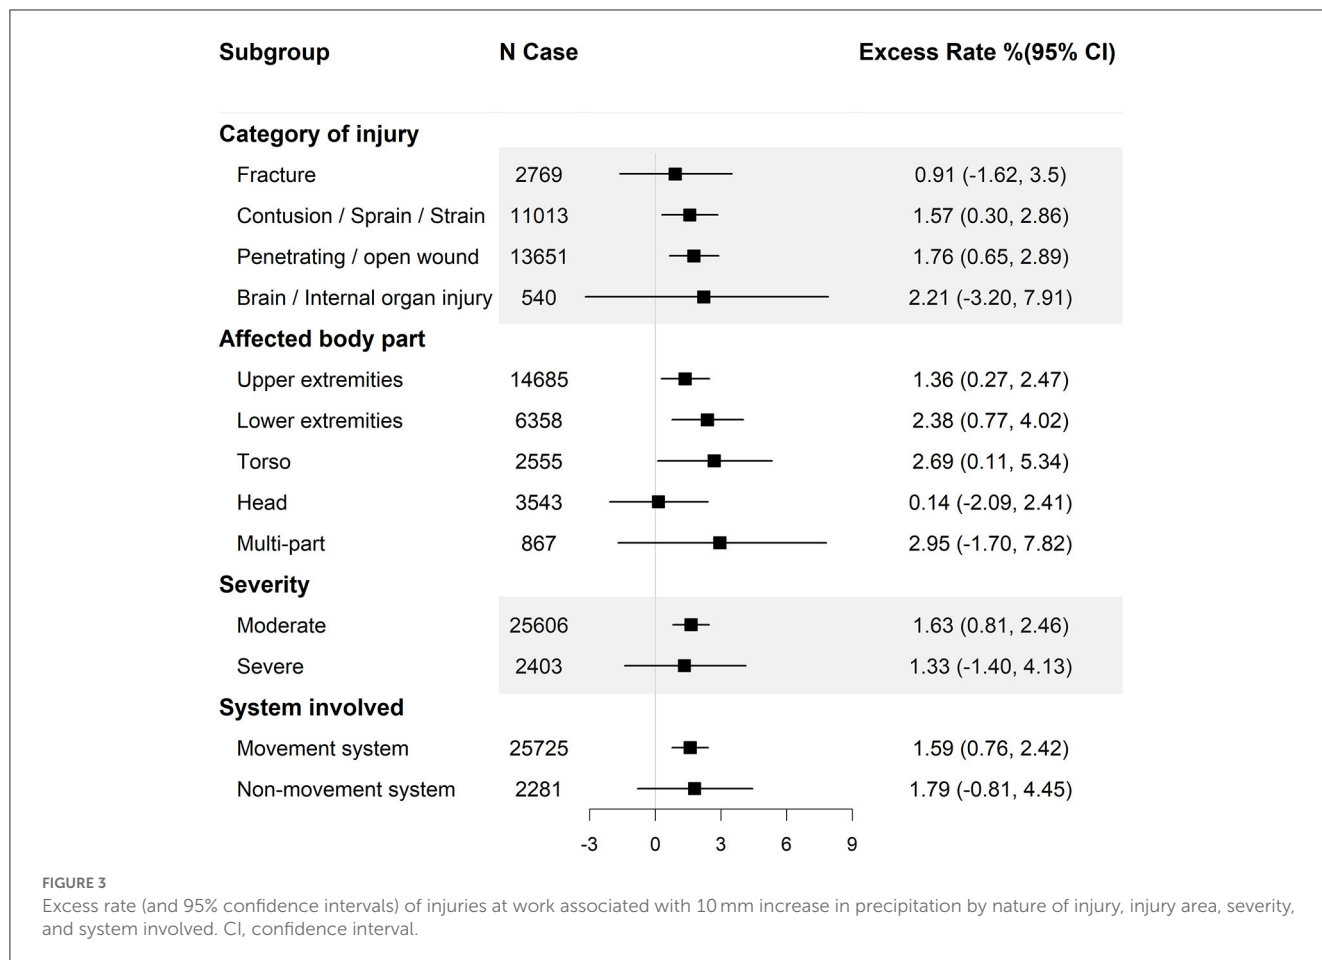 Subgroup N Case Excess Rate %(95% CI)
Category of injury
Fracture 2769 0.91 (-1.62, 3.5)
Contusion / Sprain / Strain 11013 1.57 (0.30, 2.86)
Penetrating / open wound 13651 1.76 (0.65, 2.89)
Brain / Internal organ injury 540 2.21 (-3.20, 7.91)
Affected body part
Upper extremities 14685 1.36 (0.27, 2.47)
Lower extremities 6358 2.38 (0.77, 4.02)
Torso 2555 2.69 (0.11, 5.34)
Head 3543 0.14 (-2.09, 2.41)
Multi-part 867 2.95 (-1.70, 7.82)
Severity
Moderate 25606 1.63 (0.81, 2.46)
Severe 2403 1.33 (-1.40, 4.13)
System involved
Movement system 25725 1.59 (0.76, 2.42)
Non-movement system 2281 1.79 (-0.81, 4.45)
-3 0 3 6 9
FIGURE 3
Excess rate (and 95% confidence intervals) of injuries at work associated with 10 mm increase in precipitation by nature of injury, injury area, severity,
and system involved. CI, confidence interval.